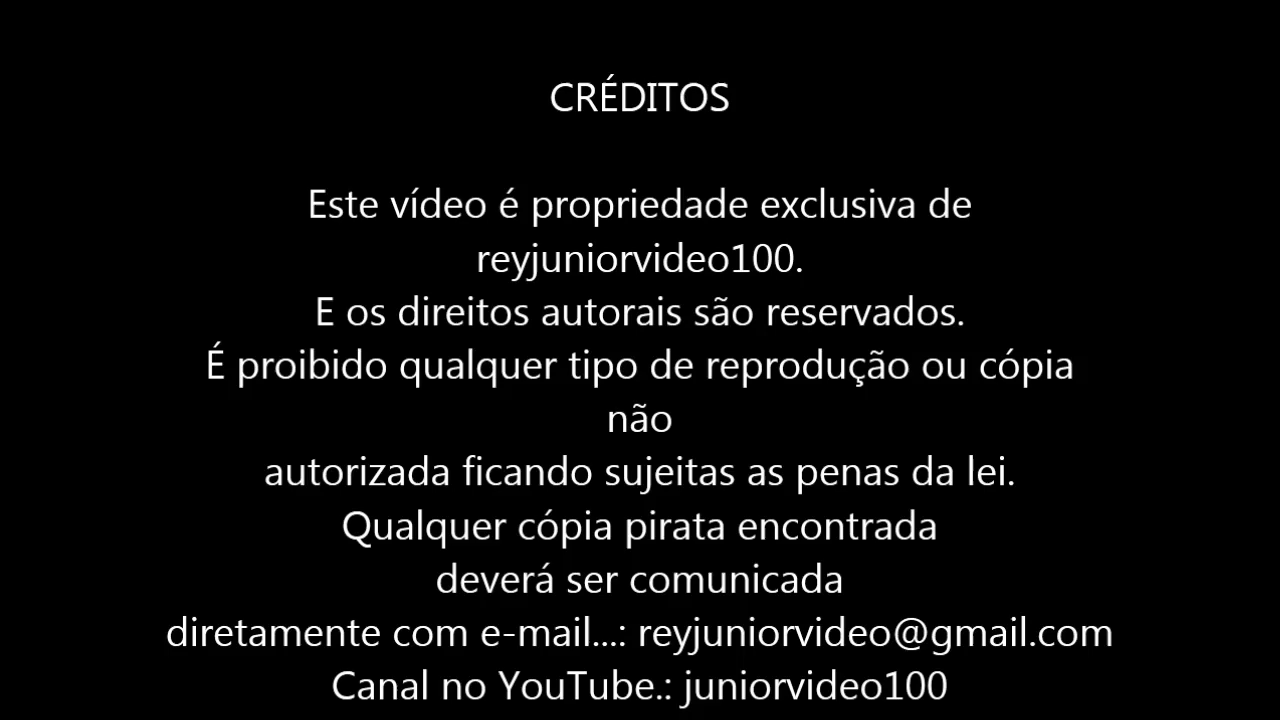 CRÉDITOS
Este vídeo é propriedade exclusiva de
reyjuniorvideo100.
E os direitos autorais são reservados.
É proibido qualquer tipo de reprodução ou cópia
não
autorizada ficando sujeitas as penas da lei.
Qualquer cópia pirata encontrada
deverá ser comunicada
diretamente com e-mail...: reyjuniorvideo@gmail.com
Canal no YouTube.: juniorvideo100